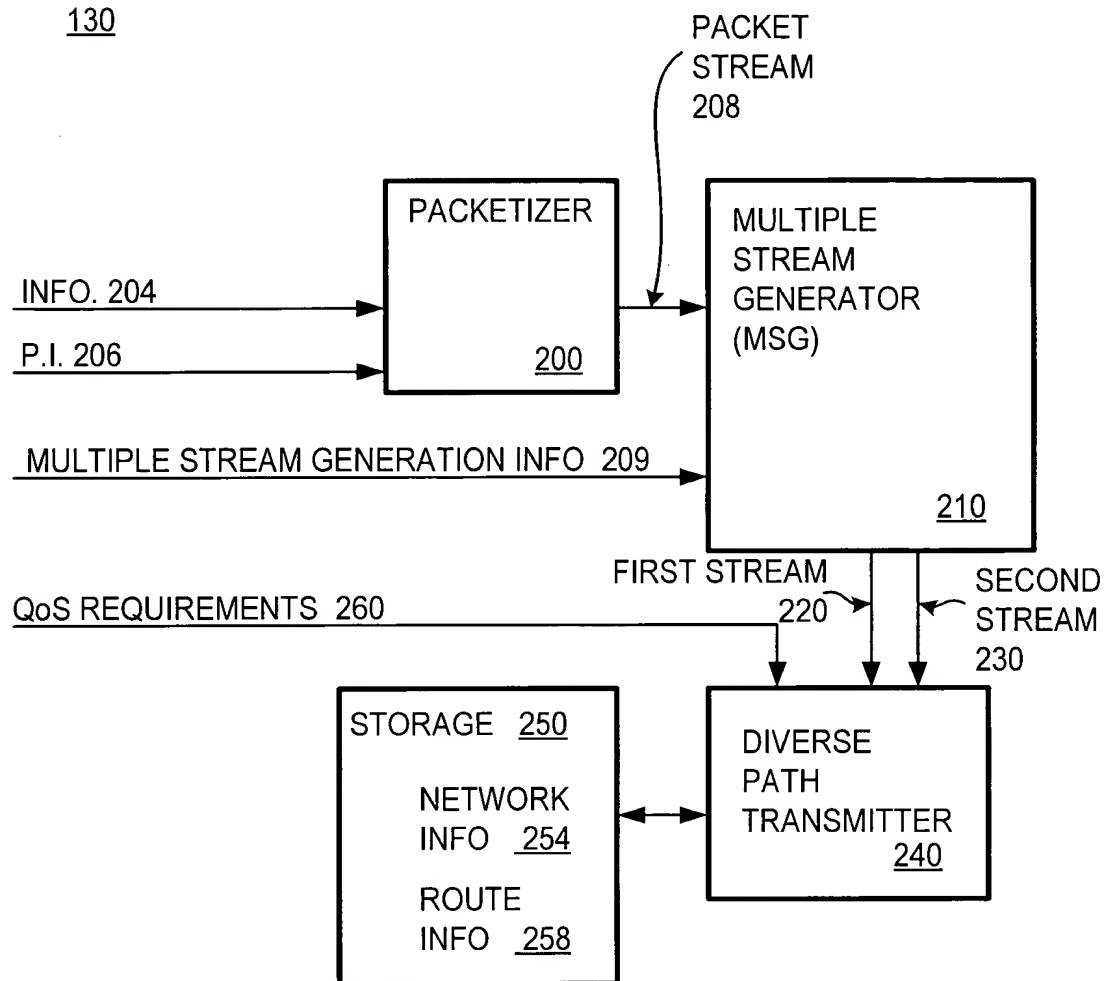 130
PACKET
STREAM
208
PACKETIZER
200
MULTIPLE
STREAM
GENERATOR
(MSG)
210
INFO. 204
P.I. 206
MULTIPLE STREAM GENERATION INFO 209
FIRST STREAM
220
SECOND
STREAM
230
QoS REQUIREMENTS 260
STORAGE 250
NETWORK
INFO 254
ROUTE
INFO 258
DIVERSE
PATH
TRANSMITTER
240